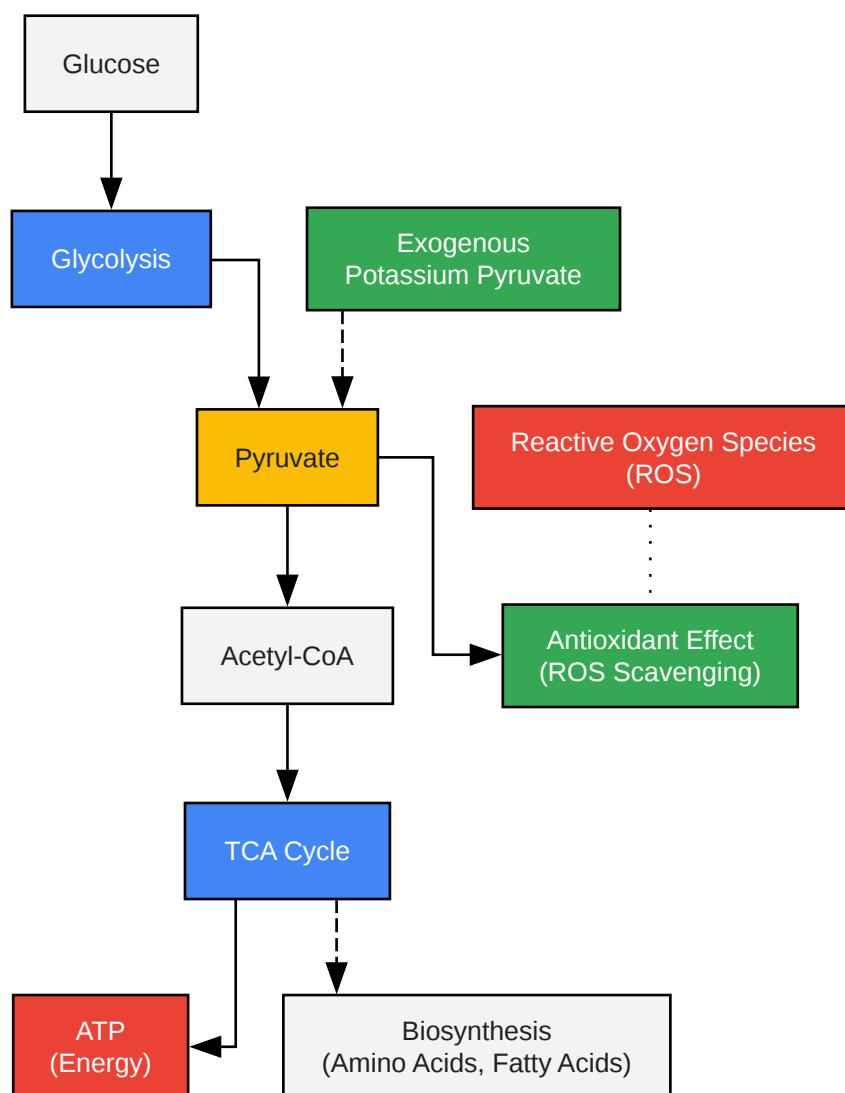 Glucose
Glycolysis
Exogenous
Potassium Pyruvate
Pyruvate
Reactive Oxygen Species
(ROS)
Acetyl-CoA
Antioxidant Effect
(ROS Scavenging)
TCA Cycle
ATP
(Energy)
Biosynthesis
(Amino Acids, Fatty Acids)